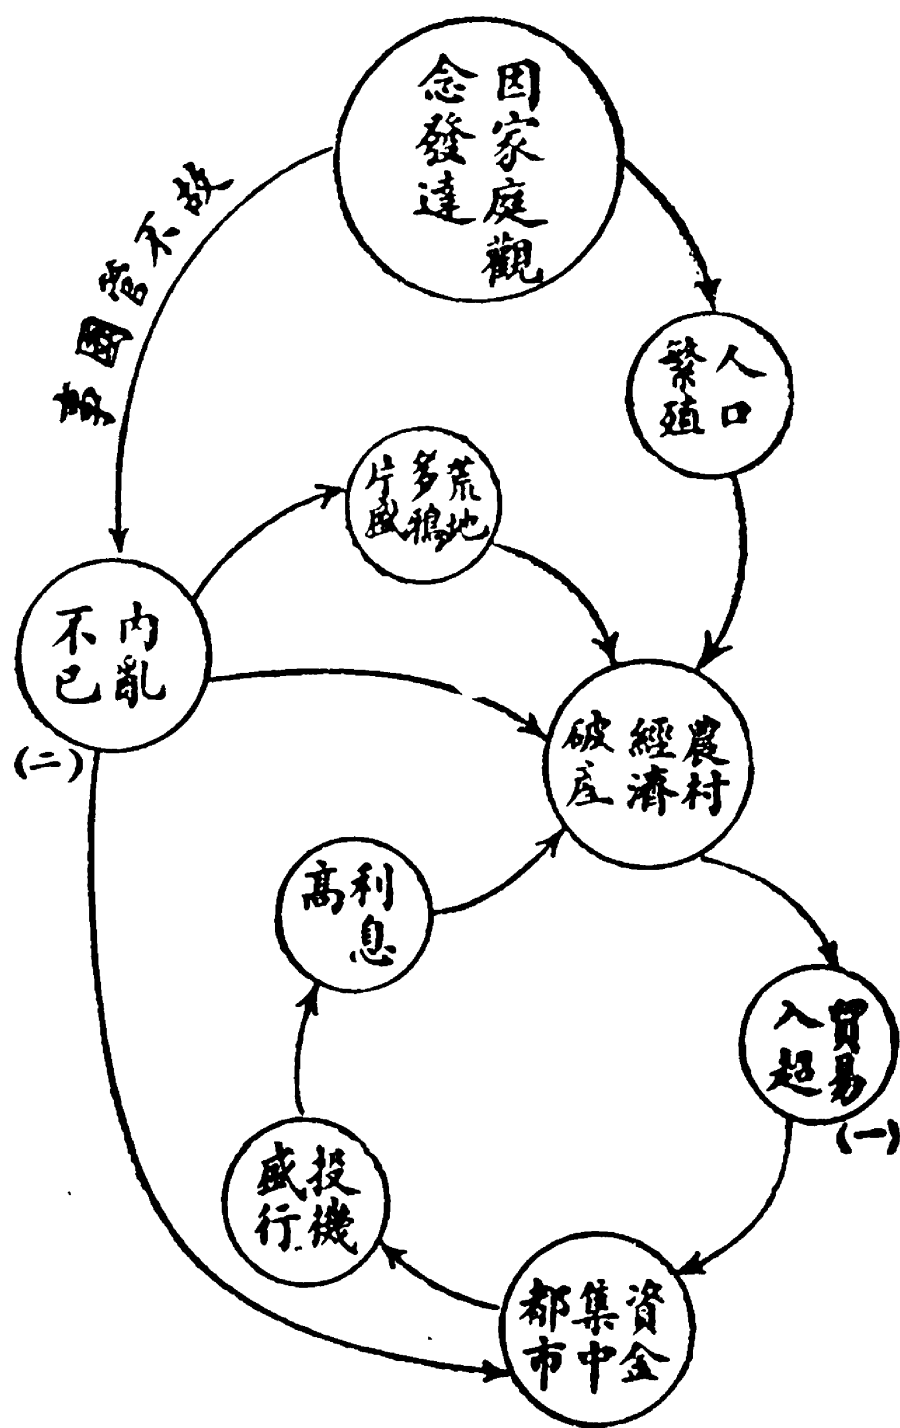 因家庭觀
念發達
故不管國事
人口
繁殖
荒地
多鴉
片盛
內亂
不已
(二)
農村
經濟
破產
利息
高
貿易
入超
(一)
投機
盛行
資金
集中
都市